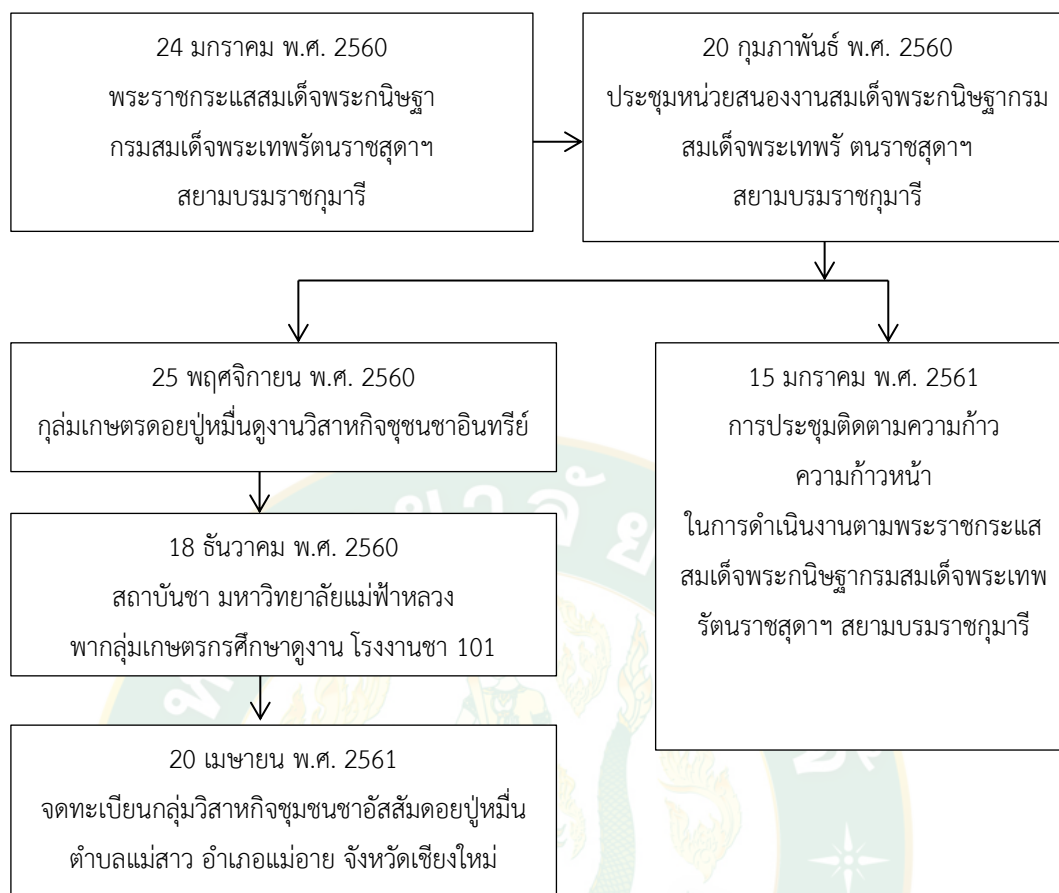 24 มกราคม พ.ศ. 2560
พระราชกระแสสมเด็จพระกนิษฐา
กรมสมเด็จพระเทพรัตนราชสุดาฯ
สยามบรมราชกุมารี
20 กุมภาพันธ์ พ.ศ. 2560
ประชุมหน่วยสนองงานสมเด็จพระกนิษฐากรม
สมเด็จพระเทพรั ตนราชสุดาฯ
สยามบรมราชกุมารี
25 พฤศจิกายน พ.ศ. 2560
กุล่มเกษตรดอยปู่หมื่นดูงานวิสาหกิจชุชนชาอินทรีย์
18 ธันวาคม พ.ศ. 2560
สถาบันชา มหาวิทยาลัยแม่ฟ้าหลวง
พากลุ่มเกษตรกรศึกษาดูงาน โรงงานชา 101
20 เมษายน พ.ศ. 2561
จดทะเบียนกลุ่มวิสาหกิจชุมชนชาอัสสัมดอยปู่หมื่น
ตำบลแม่สาว อำเภอแม่อาย จังหวัดเชียงใหม่
15 มกราคม พ.ศ. 2561
การประชุมติดตามความก้าว
ความก้าวหน้า
ในการดำเนินงานตามพระราชกระแส
สมเด็จพระกนิษฐากรมสมเด็จพระเทพ
รัตนราชสุดาฯ สยามบรมราชกุมารี